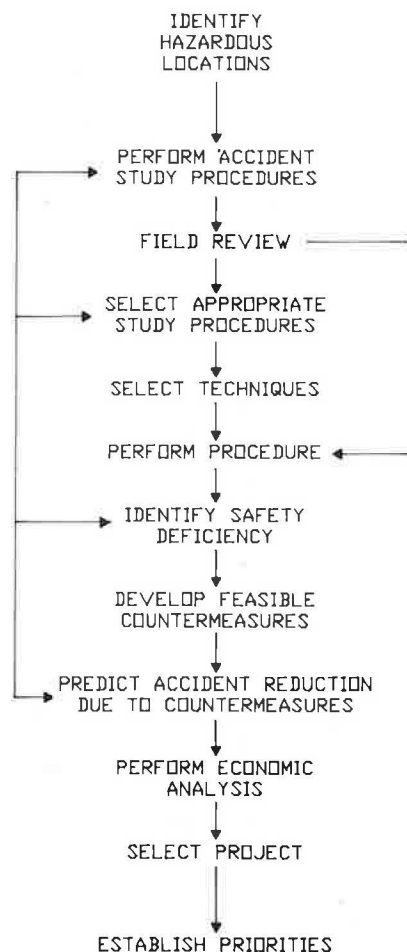 IDENTIFY
HAZARDOUS
LOCATIONS
PERFORM ACCIDENT
STUDY PROCEDURES
FIELD REVIEW
SELECT APPROPRIATE
STUDY PROCEDURES
SELECT TECHNIQUES
PERFORM PROCEDURE
IDENTIFY SAFETY
DEFICIENCY
DEVELOP FEASIBLE
COUNTERMEASURES
PREDICT ACCIDENT REDUCTION
DUE TO COUNTERMEASURES
PERFORM ECONOMIC
ANALYSIS
SELECT PROJECT
ESTABLISH PRIORITIES